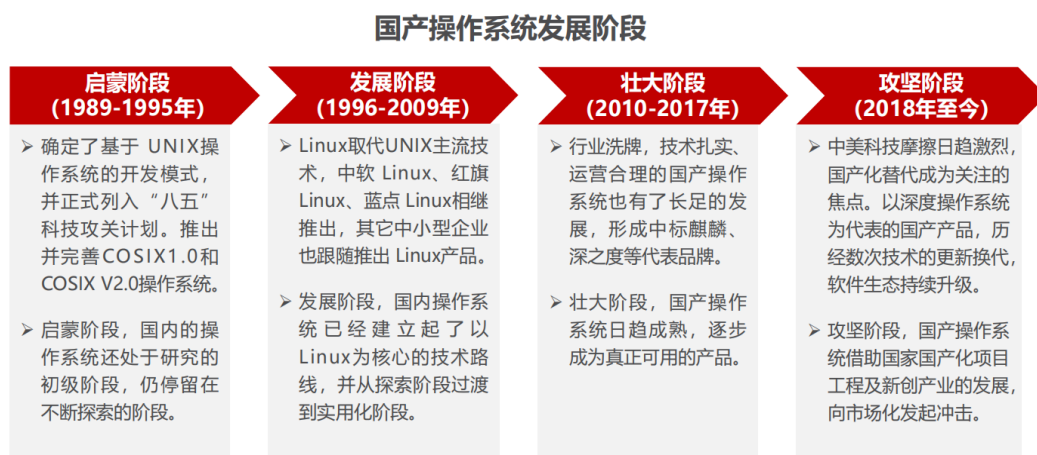 国产操作系统发展阶段
启蒙阶段
(1989-1995年)
➢ 确定了基于 UNIX操
作系统的开发模式，
并正式列入“八五”
科技攻关计划。推出
并完善COSIX1.0和
COSIX V2.0操作系统。
➢ 启蒙阶段，国内的操
作系统还处于研究的
初级阶段，仍停留在
不断探索的阶段。
发展阶段
(1996-2009年)
➢ Linux取代UNIX主流技
术，中软 Linux、红旗
Linux、蓝点 Linux相继
推出，其它中小型企业
也跟随推出 Linux产品。
➢ 发展阶段，国内操作系
统已经建立起了以
Linux为核心的技术路
线，并从探索阶段过渡
到实用化阶段。
壮大阶段
(2010-2017年)
➢ 行业洗牌，技术扎实、
运营合理的国产操作
系统也有了长足的发
展，形成中标麒麟、
深之度等代表品牌。
➢ 壮大阶段，国产操作
系统日趋成熟，逐步
成为真正可用的产品。
攻坚阶段
(2018年至今)
➢ 中美科技摩擦日趋激烈，
国产化替代成为关注的
焦点。以深度操作系统
为代表的国产产品，历
经数次技术的更新换代，
软件生态持续升级。
➢ 攻坚阶段，国产操作系
统借助国家国产化项目
工程及新创产业的发展，
向市场化发起冲击。